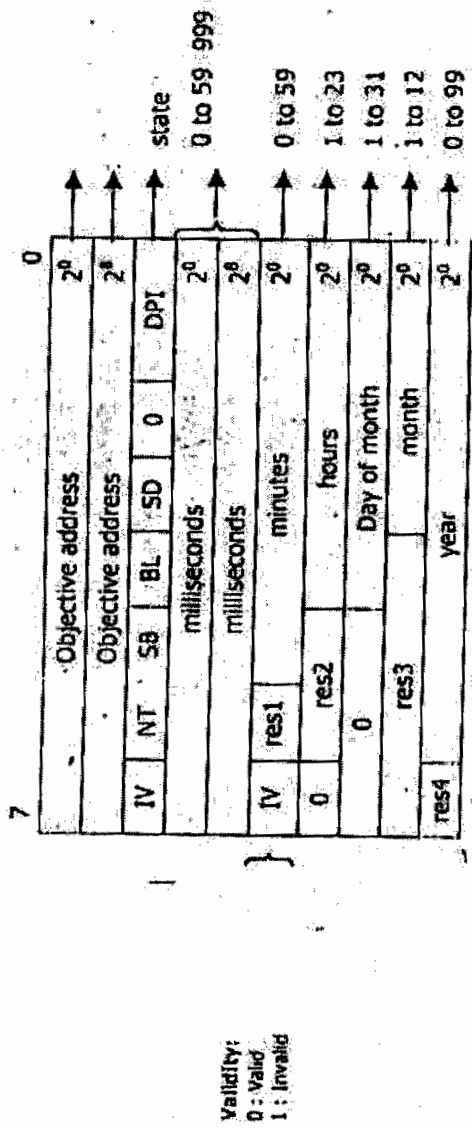 7 0
Objective address 2⁰
Objective address 2⁸
IV NT SB BL SD 0 DPI state
milliseconds 2⁰
milliseconds 2⁸ 0 to 59 999
IV res1 minutes 2⁰ 0 to 59
0 res2 hours 2⁰ 1 to 23
0 Day of month 2⁰ 1 to 31
res3 month 2⁰ 1 to 12
res4 year 2⁰ 0 to 99
Validity:
0 : Valid
1 : Invalid